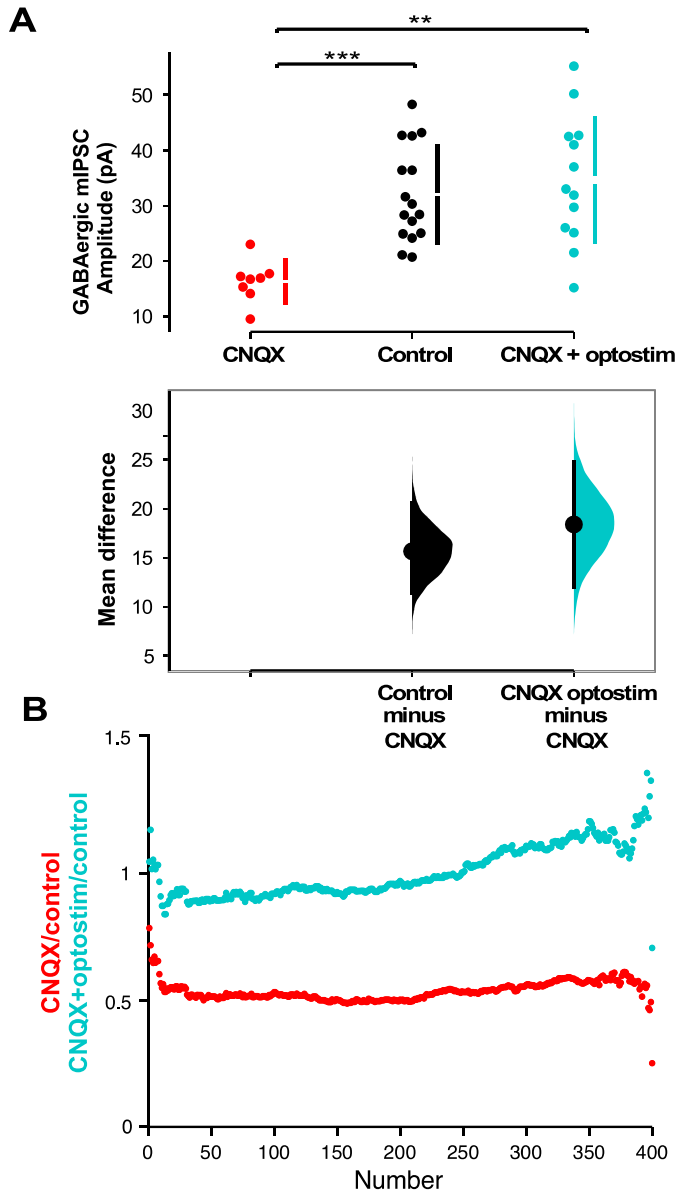 A
**
***
GABAergic mIPSC
Amplitude (pA)
50
40
30
20
10
CNQX
Control
CNQX + optostim
Mean difference
30
25
20
15
10
5
Control
minus
CNQX
CNQX optostim
minus
CNQX
B
CNQX/control
CNQX+optostim/control
1.5
1
0.5
0
0
50
100
150
200
250
300
350
400
Number